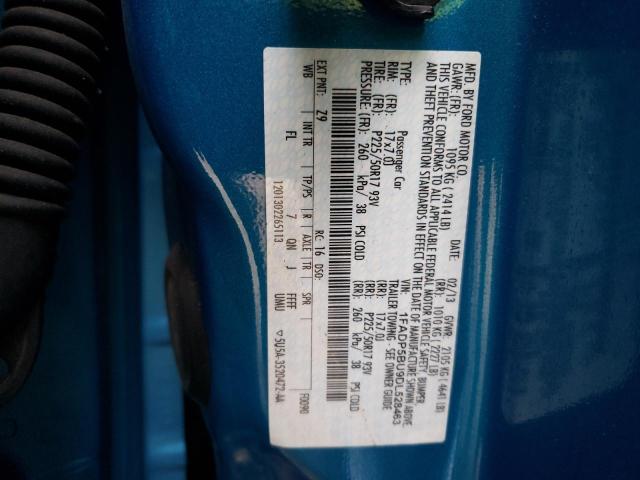 MFD. BY FORD MOTOR CO.
DATE: 02/13 GVWR: 2105 KG ( 4641 LB)
GAWR: (FR): 1095 KG ( 2414 LB) (RR): 1010 KG ( 2227 LB)
THIS VEHICLE CONFORMS TO ALL APPLICABLE FEDERAL MOTOR VEHICLE SAFETY, BUMPER,
AND THEFT PREVENTION STANDARDS IN EFFECT ON THE DATE OF MANUFACTURE SHOWN ABOVE
VIN: 1FADP5BU9DL528463
TYPE: Passenger Car TRAILER TOWING - SEE OWNER GUIDE
RIM: (FR): 17x7.0J (RR): 17x7.0J
TIRE: (FR): P225/50R17 93V (RR): P225/50R17 93V
PRESSURE: (FR): 260 kPa/ 38 PSI COLD (RR): 260 kPa/ 38 PSI COLD
EXT PNT: Z9 RC: 16 DSO: F0090
WB INT TR TP/PS R AXLE TR SPR
FL 7 QN J FFFF UMU
1201302265113 5U5A-3520472-AA